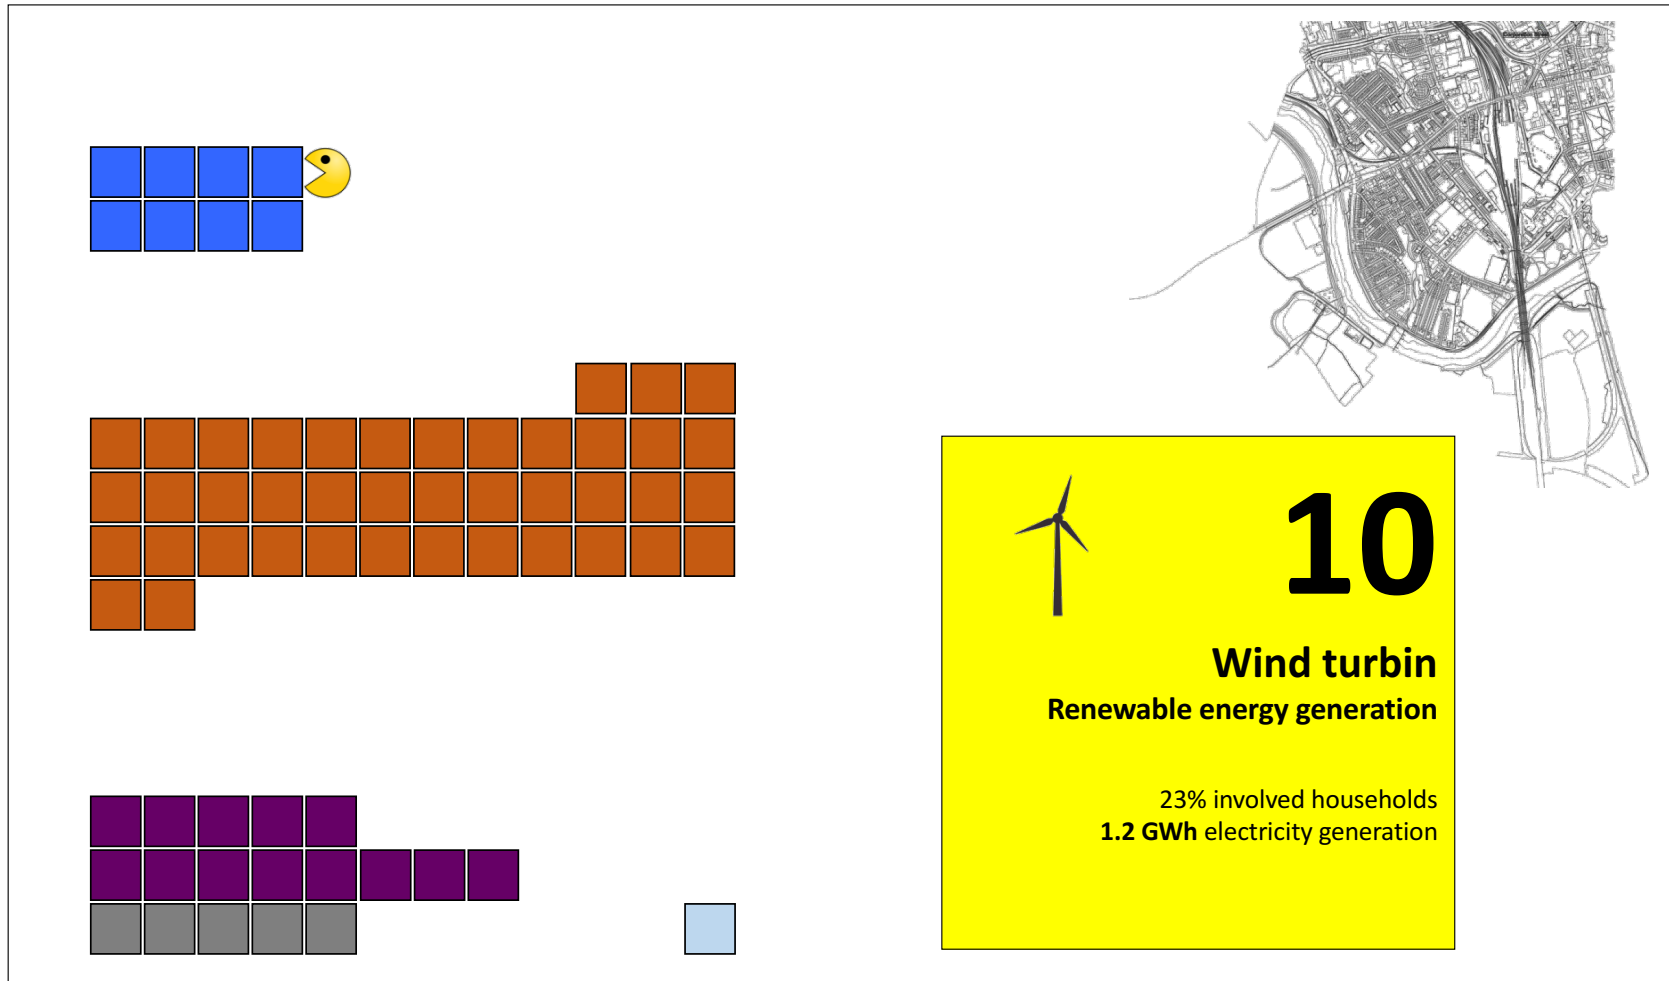 10
Wind turbin
Renewable energy generation
23% involved households
1.2 GWh electricity generation